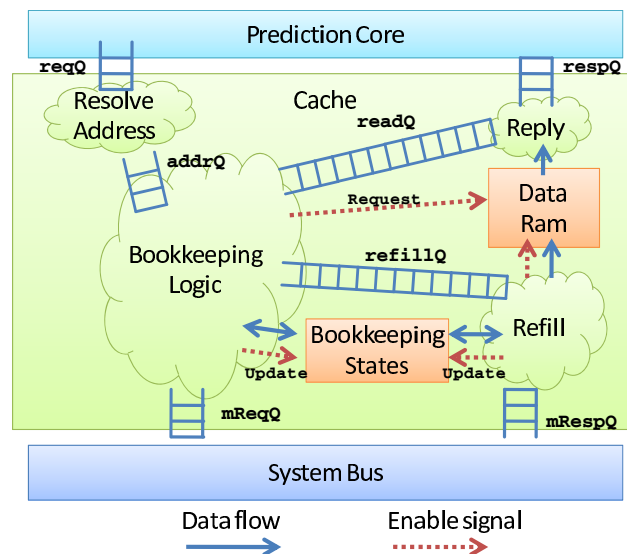 Prediction Core
reqQ
respQ
Resolve
Address
Cache
readQ
Reply
addrQ
Request
Data
Ram
Bookkeeping
Logic
refillQ
Bookkeeping
States
Refill
Update
Update
mReqQ
mRespQ
System Bus
Data flow
Enable signal